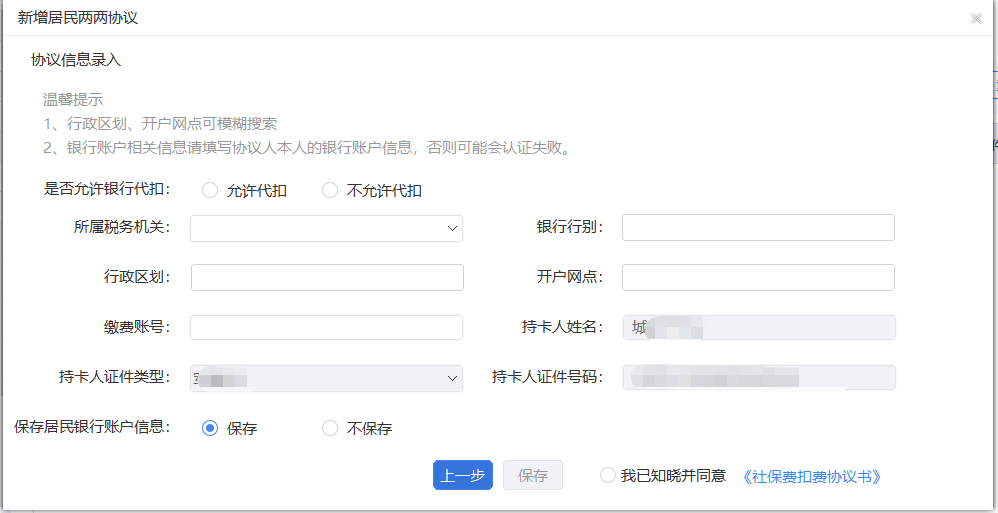 新增居民两两协议
协议信息录入
温馨提示
1、行政区划、开户网点可模糊搜索
2、银行账户相关信息请填写协议人本人的银行账户信息，否则可能会认证失败。
是否允许银行代扣： 允许代扣 不允许代扣
所属税务机关： 银行行别：
行政区划： 开户网点：
缴费账号： 持卡人姓名： 城
持卡人证件类型： 持卡人证件号码：
保存居民银行账户信息： 保存 不保存
上一步 保存 我已知晓并同意 《社保费扣费协议书》